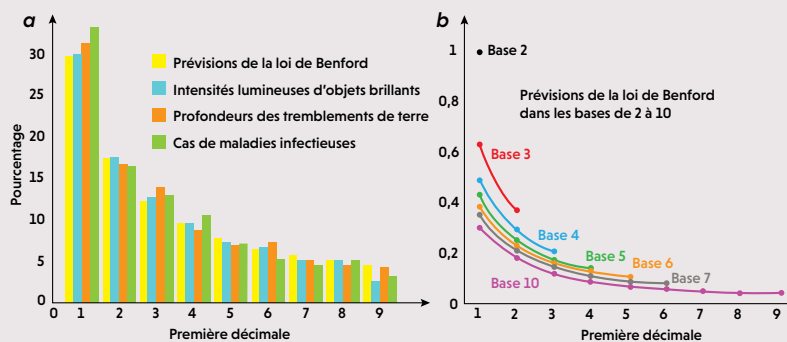 a
Pourcentage
30
25
20
15
10
5
0
Prévisions de la loi de Benford
Intensités lumineuses d'objets brillants
Profondeurs des tremblements de terre
Cas de maladies infectieuses
0 1 2 3 4 5 6 7 8 9
Première décimale
b
1
0,8
0,6
0,4
0,2
0
Base 2
Prévisions de la loi de Benford
dans les bases de 2 à 10
Base 3
Base 4
Base 5
Base 6
Base 7
Base 10
1 2 3 4 5 6 7 8 9
Première décimale